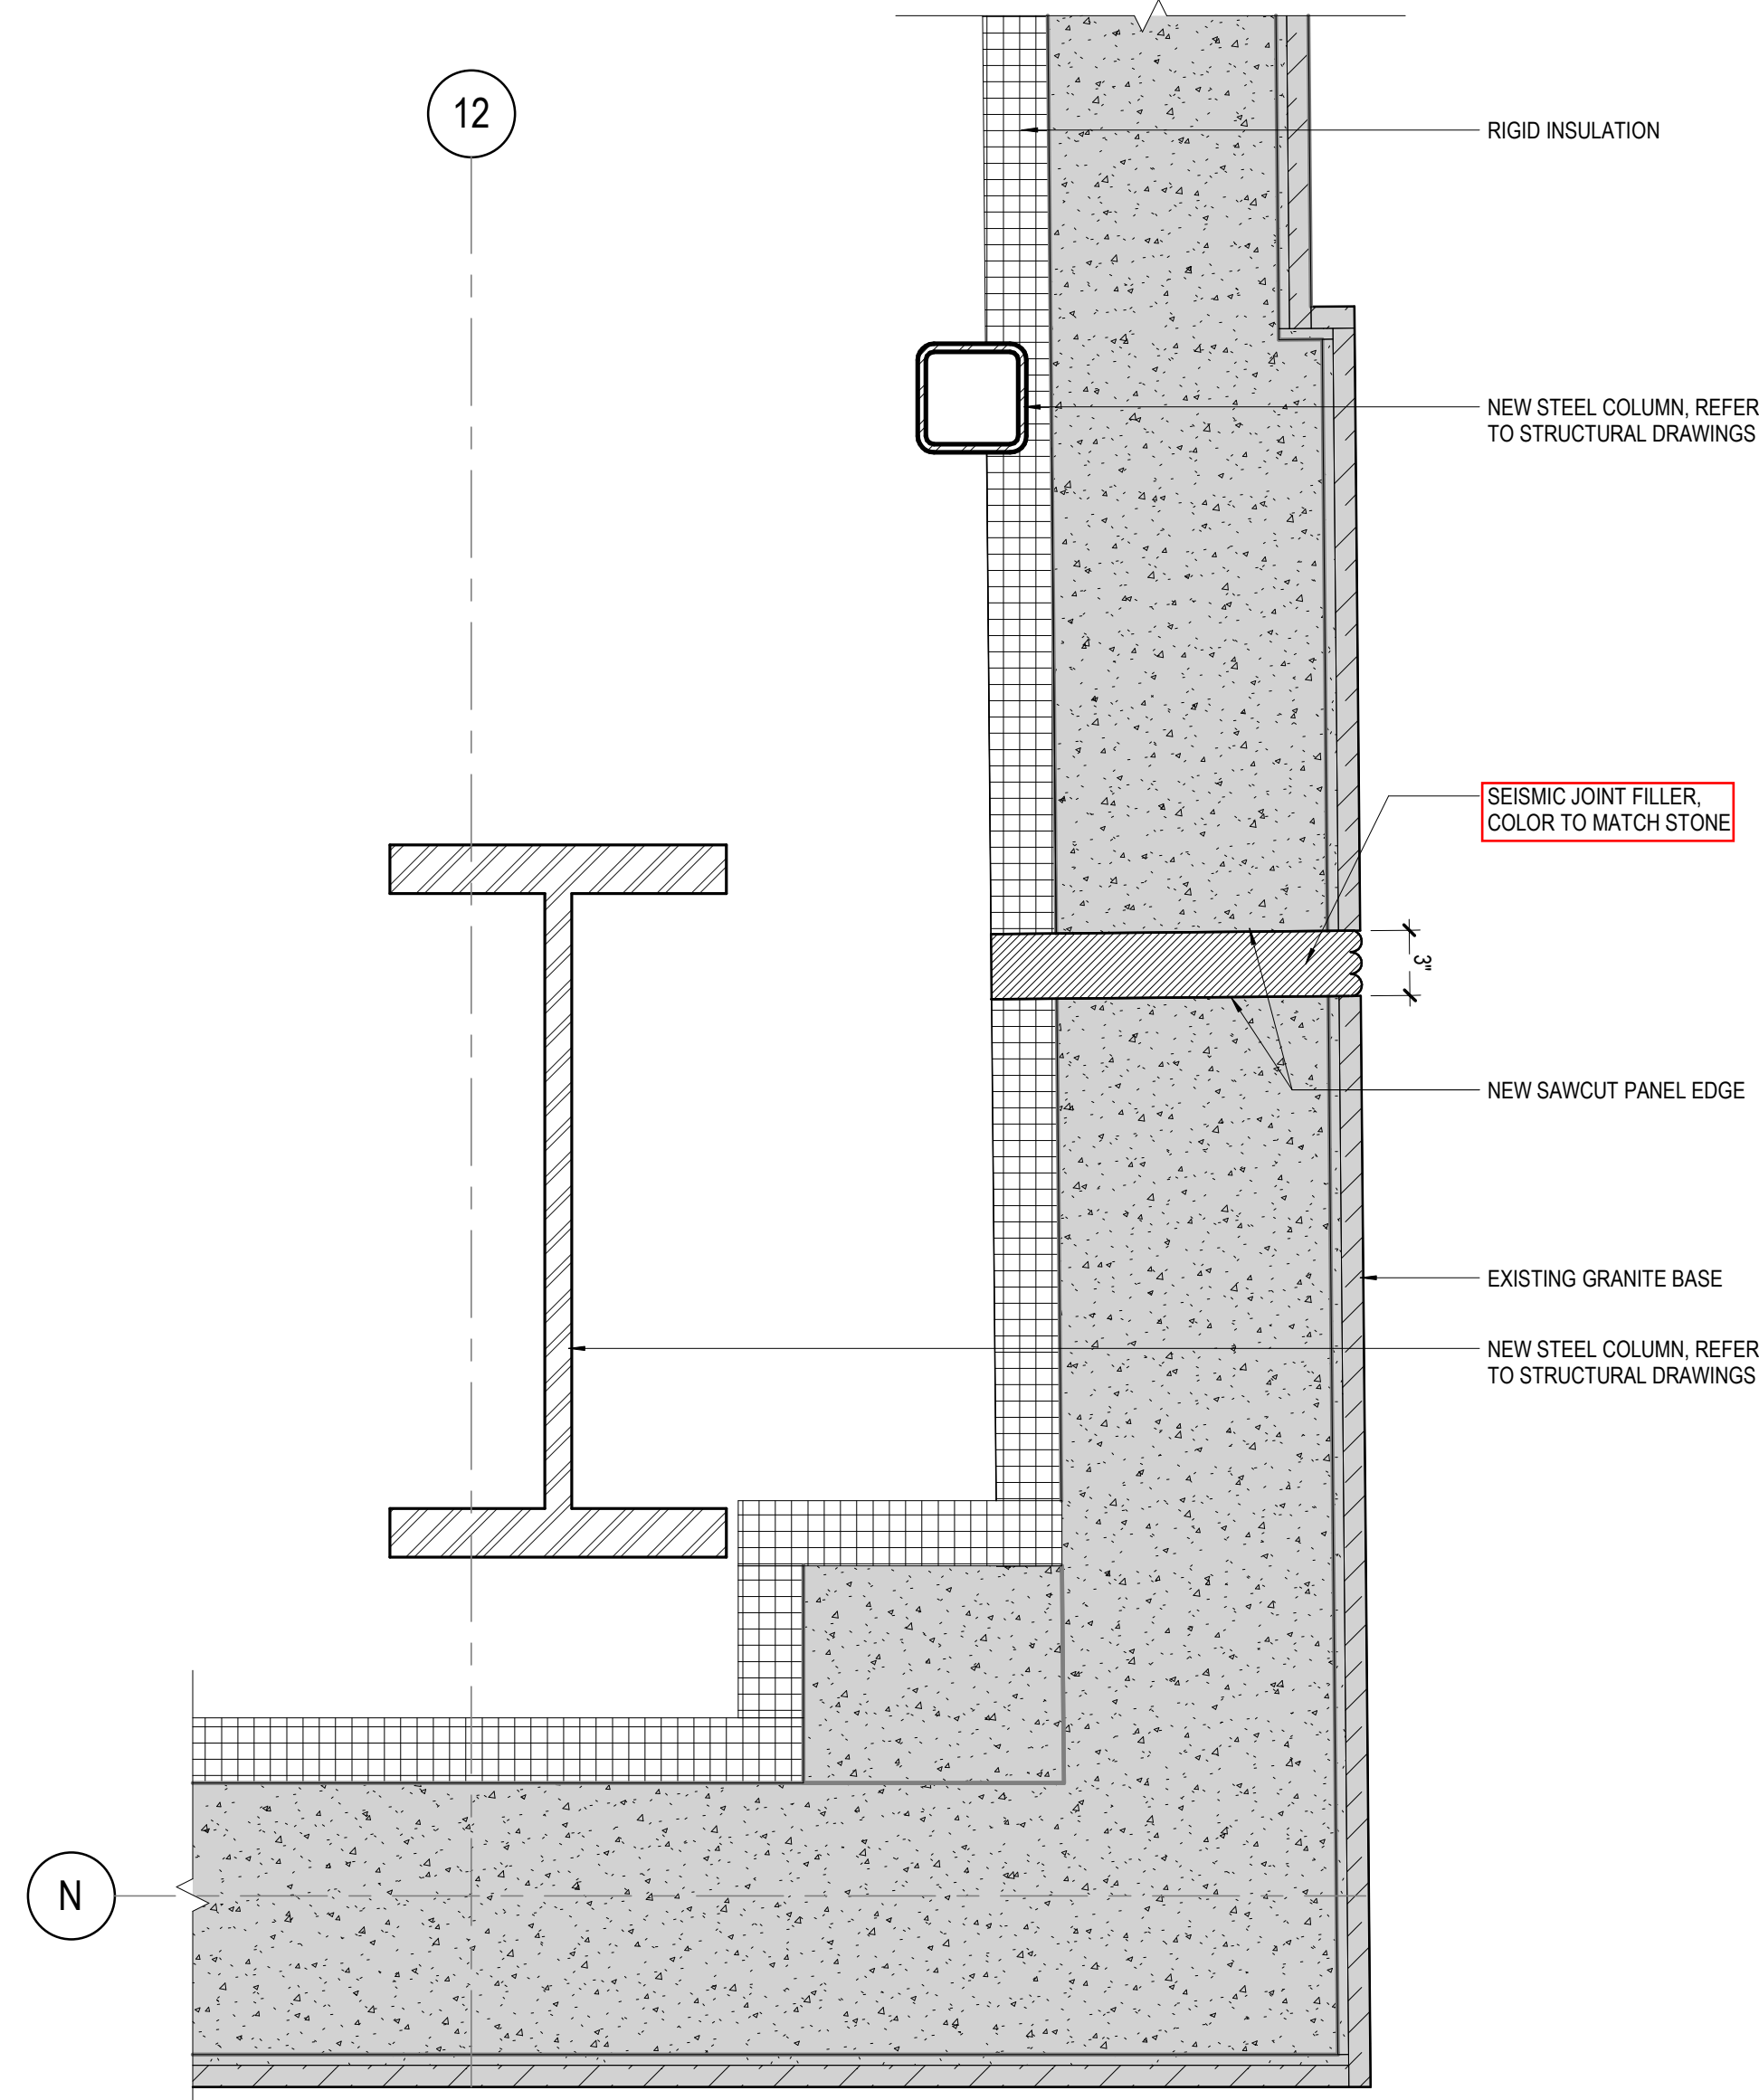 12
RIGID INSULATION
NEW STEEL COLUMN, REFER
TO STRUCTURAL DRAWINGS
SEISMIC JOINT FILLER,
COLOR TO MATCH STONE
3"
NEW SAWCUT PANEL EDGE
EXISTING GRANITE BASE
NEW STEEL COLUMN, REFER
TO STRUCTURAL DRAWINGS
N